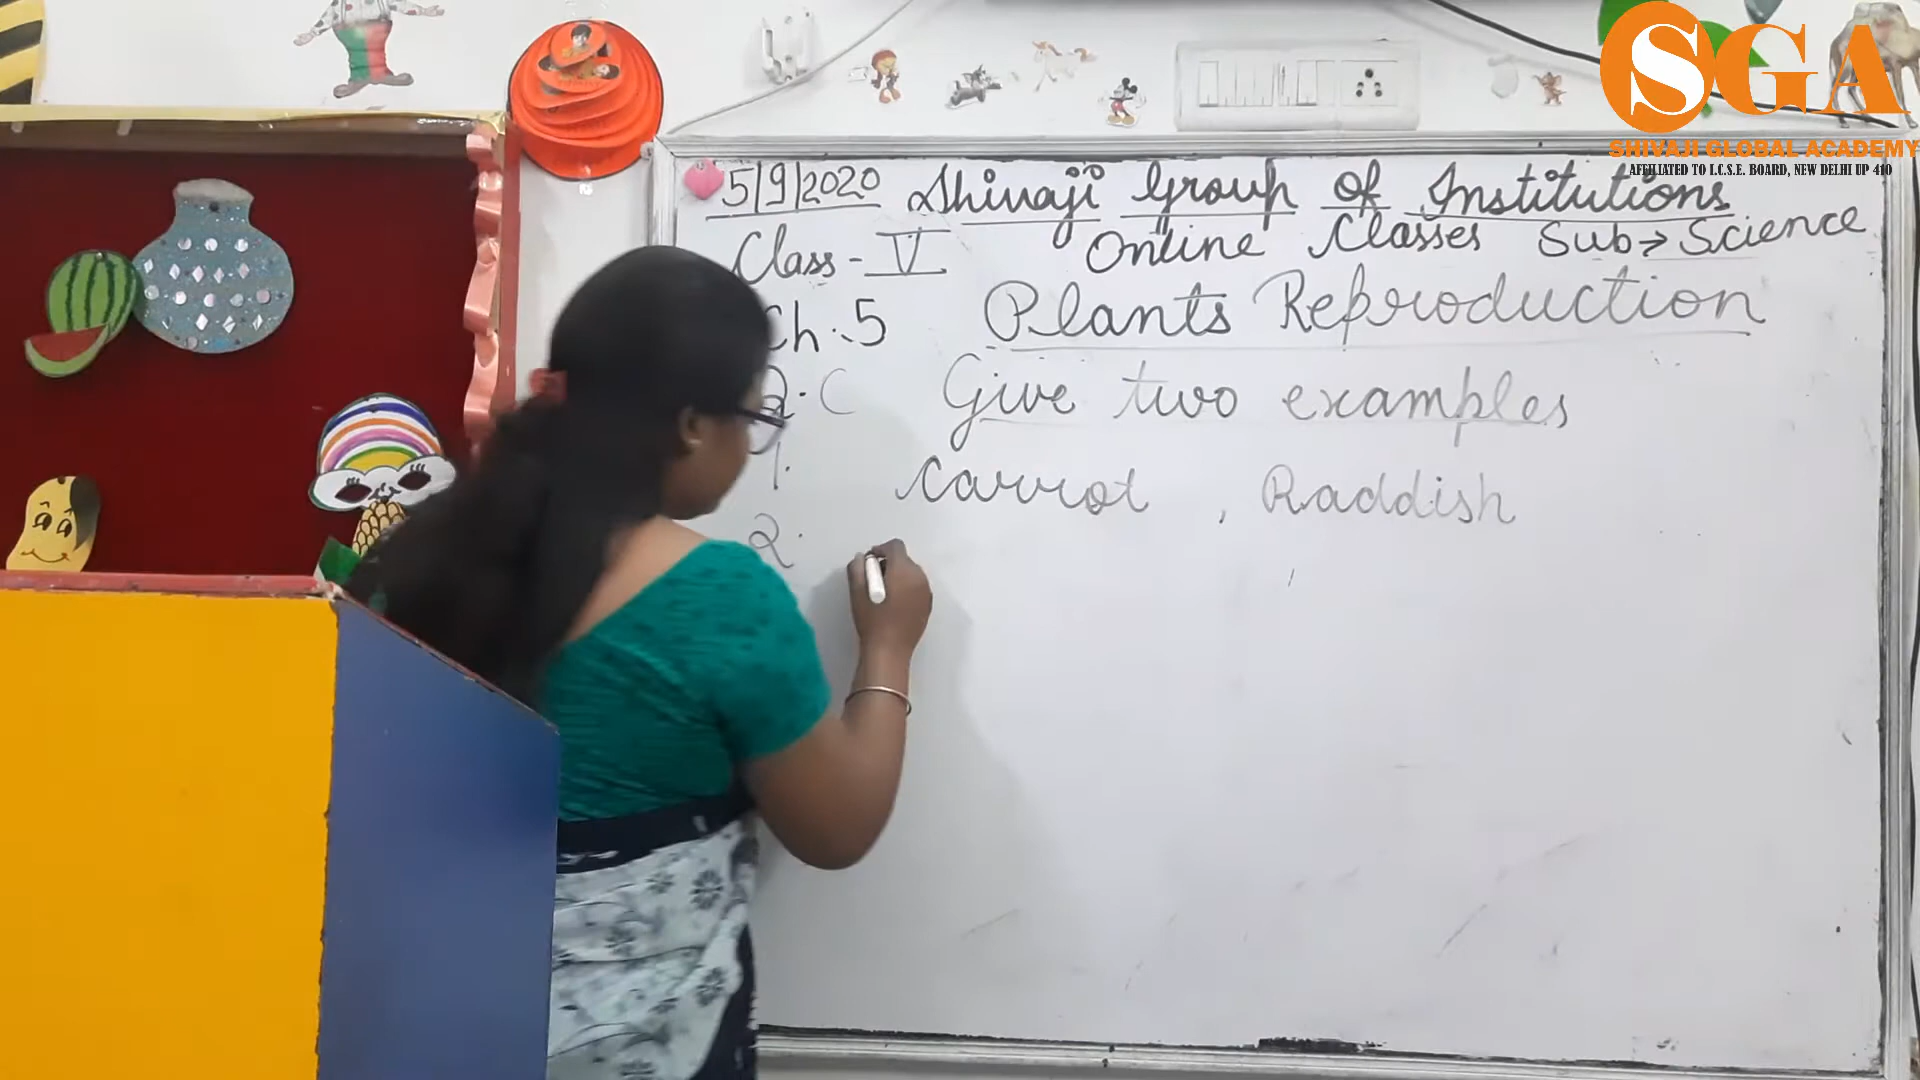 SGA
SHIVAJI GLOBAL ACADEMY
AFFILIATED TO I.C.S.E. BOARD, NEW DELHI UP 410
5/9/2020 Shivaji Group Of Institutions
Class - V Online Classes Sub → Science
Ch. 5 Plants Reproduction
Q. C Give two examples
1. Carrot , Raddish
2.